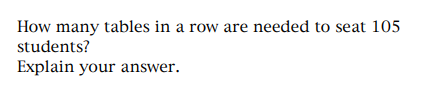 How many tables in a row are needed to seat 105
students?
Explain your answer.